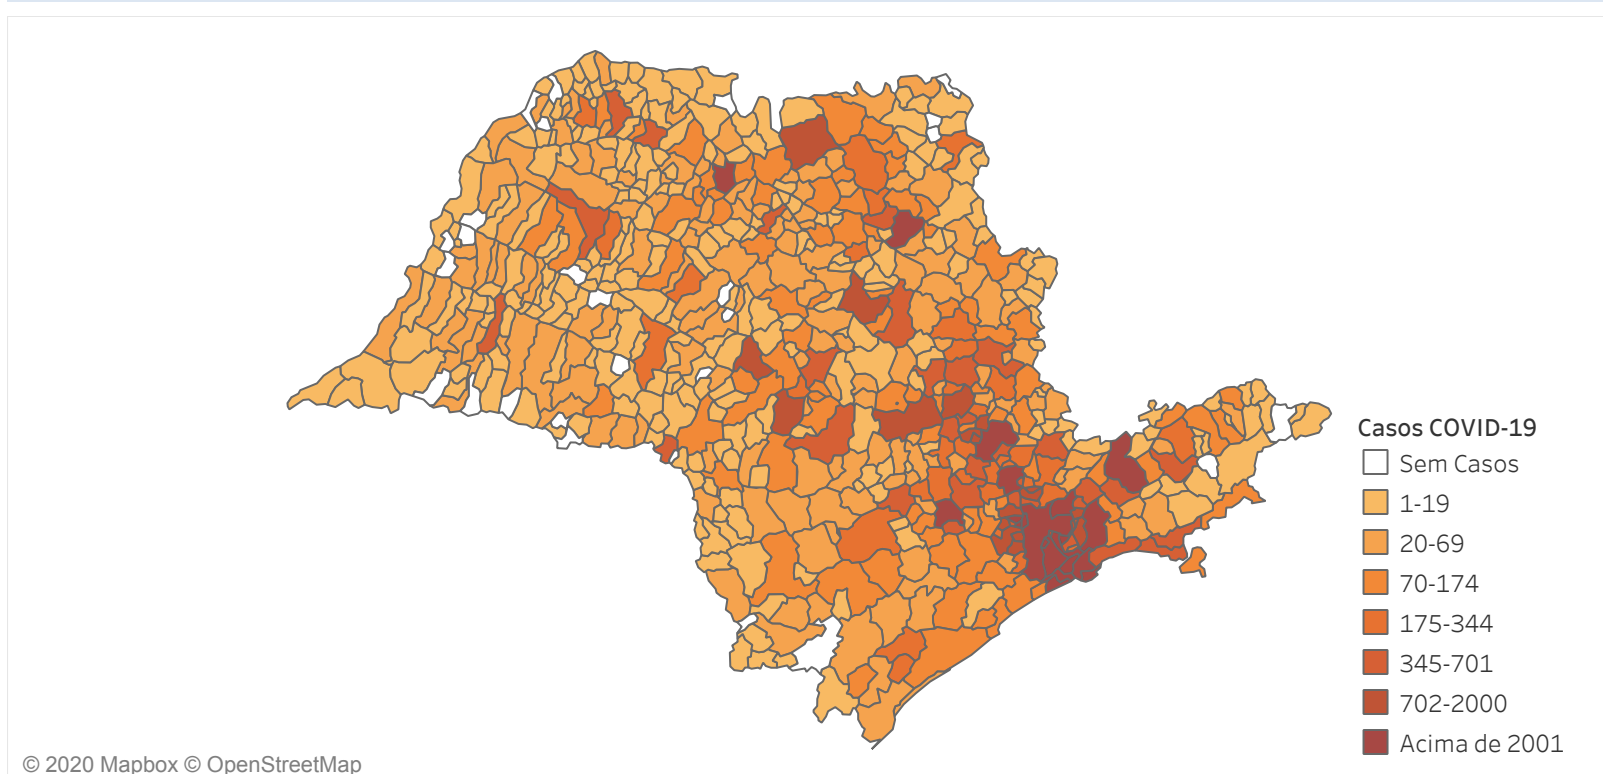 Casos COVID-19
Sem Casos
1-19
20-69
70-174
175-344
345-701
702-2000
Acima de 2001
© 2020 Mapbox © OpenStreetMap